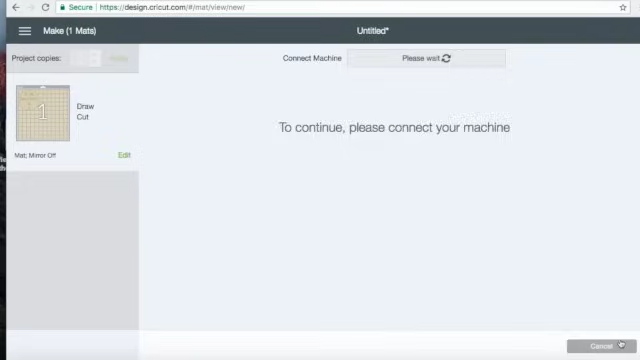 Secure https://design.cricut.com/#/mat/view/new/
Make (1 Mats) Untitled*
Project copies:
Connect Machine Please wait
1
Draw
Cut
To continue, please connect your machine
Mat; Mirror Off Edit
Cancel